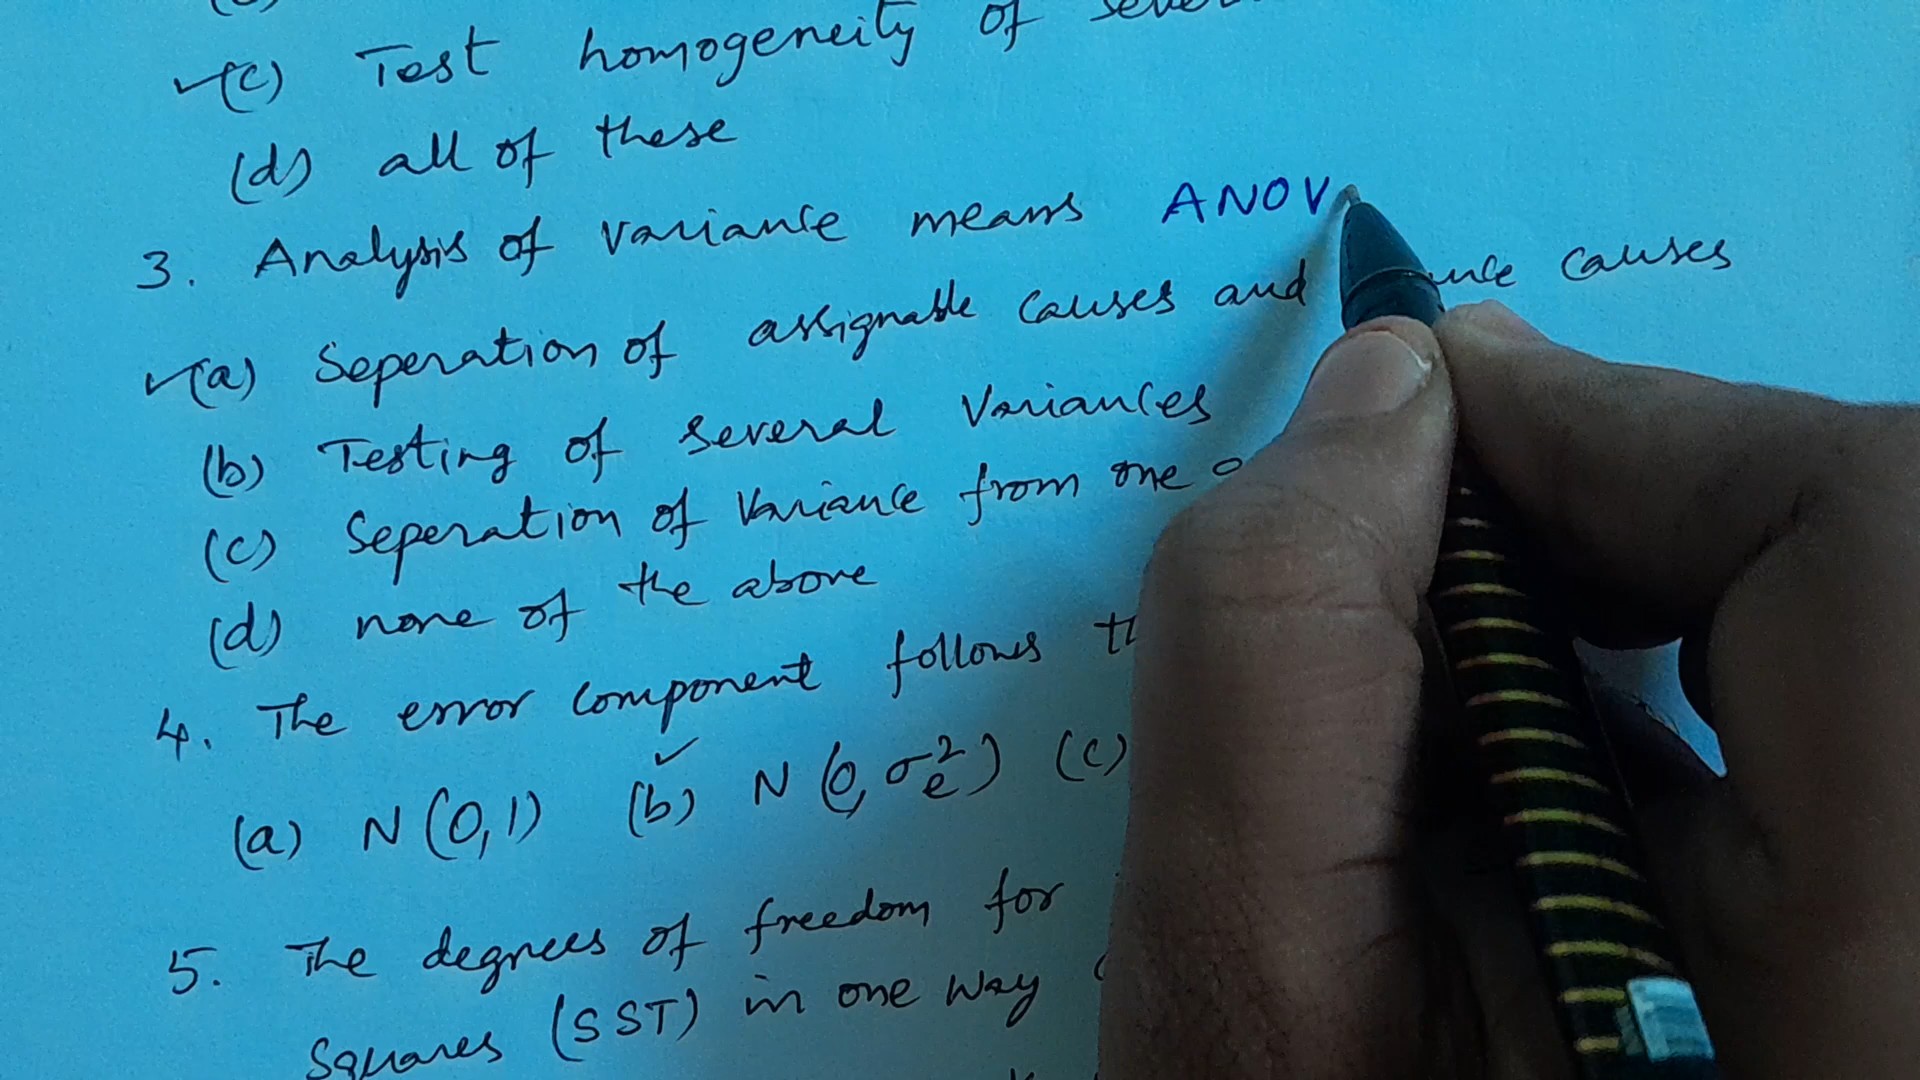 (c) Test homogeneity of
(d) all of these
3. Analysis of variance means ANOV
(a) Seperation of assignable causes and causes
(b) Testing of several variances
(c) Seperation of variance from one
(d) none of the above
4. The error component follows
(a) N(0,1) (b) N(0,σe²) (c)
5. The degrees of freedom for
Squares (SST) in one way